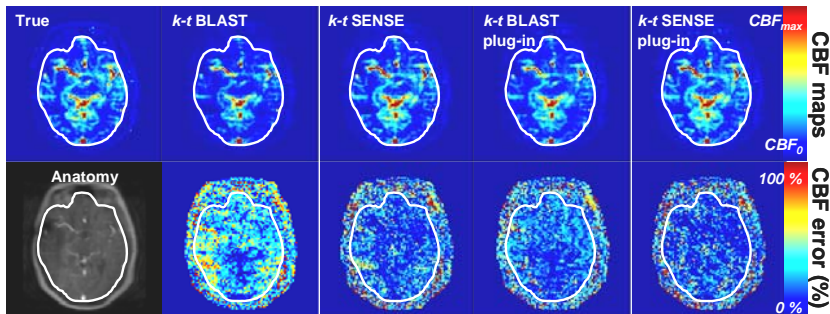 True
k-t BLAST
k-t SENSE
k-t BLAST
plug-in
k-t SENSE
plug-in
CBFmax
CBF0
CBF maps
Anatomy
100 %
0 %
CBF error (%)